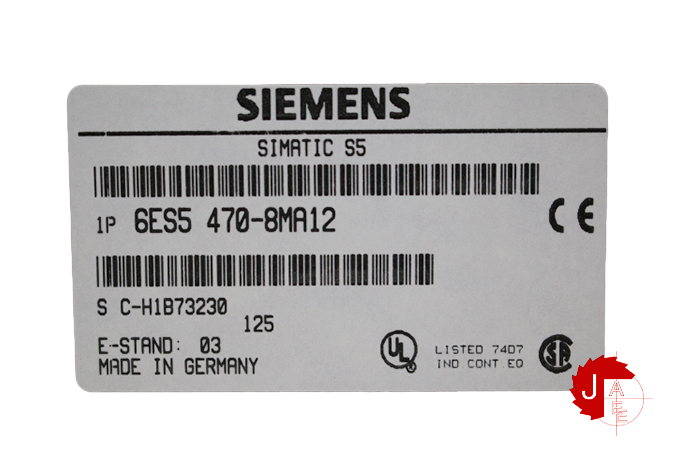 SIEMENS
SIMATIC S5
1P 6ES5 470-8MA12
CE
S C-H1B73230
125
E-STAND: 03
MADE IN GERMANY
UL
LISTED 74D7
IND CONT. EQ
SA
J
A
E
E